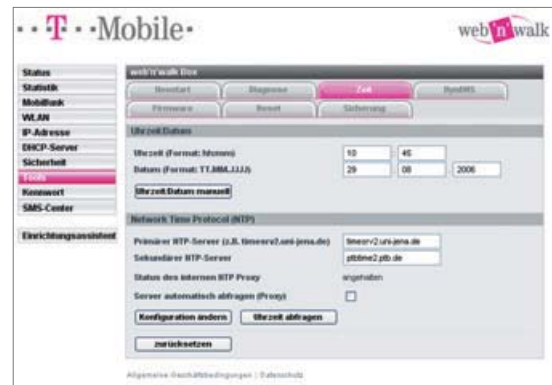 T Mobile
web'n'walk
Status
Statistik
Mobilfunk
WLAN
IP-Adresse
DHCP-Server
Sicherheit
Tools
Kennwort
SMS-Center
Einrichtungsassistent
web'n'walk Box
Neustart Diagnose Zeit DynDNS
Firmware Reset Sicherung
Uhrzeit/Datum
Uhrzeit (Format: hh:mm) 10 : 45
Datum (Format: TT.MM.JJJJ) 29 . 08 . 2006
Uhrzeit/Datum manuell
Network Time Protocol (NTP)
Primärer NTP-Server (z.B. timesrv2.uni-jena.de) timesrv2.uni-jena.de
Sekundärer NTP-Server ptbtime2.ptb.de
Status des internen NTP Proxy angehalten
Server automatisch abfragen (Proxy)
Konfiguration ändern Uhrzeit abfragen
zurücksetzen
Allgemeine Geschäftsbedingungen | Datenschutz